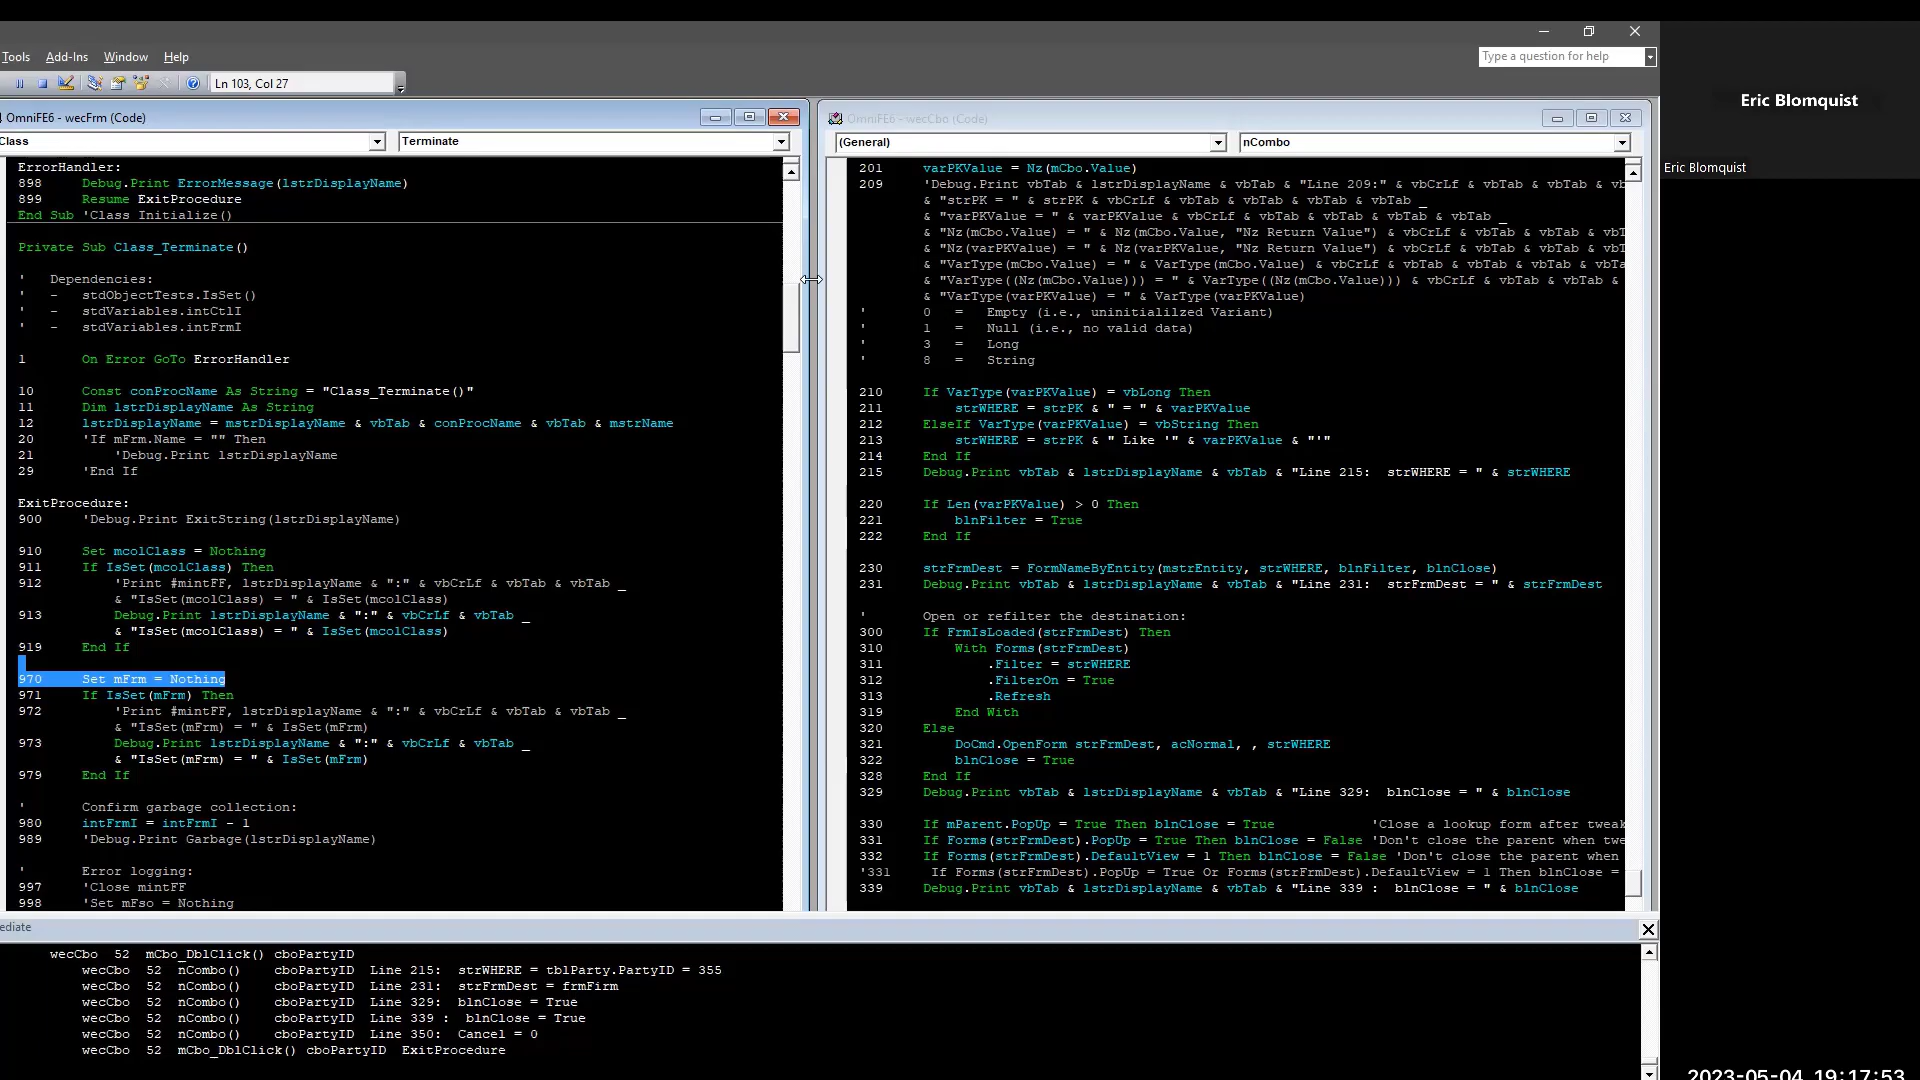 Tools Add-Ins Window Help
Type a question for help
Ln 103, Col 27
OmniFE6 - wecFrm (Code)
Class
Terminate
ErrorHandler:
898 Debug.Print ErrorMessage(lstrDisplayName)
899 Resume ExitProcedure
End Sub 'Class Initialize()
Private Sub Class_Terminate()
' Dependencies:
' - stdObjectTests.IsSet()
' - stdVariables.intCtlI
' - stdVariables.intFrmI
1 On Error GoTo ErrorHandler
10 Const conProcName As String = "Class_Terminate()"
11 Dim lstrDisplayName As String
12 lstrDisplayName = mstrDisplayName & vbTab & conProcName & vbTab & mstrName
20 'If mFrm.Name = "" Then
21 'Debug.Print lstrDisplayName
29 'End If
ExitProcedure:
900 'Debug.Print ExitString(lstrDisplayName)
910 Set mcolClass = Nothing
911 If IsSet(mcolClass) Then
912 'Print #mintFF, lstrDisplayName & ":" & vbCrLf & vbTab & vbTab _
& "IsSet(mcolClass) = " & IsSet(mcolClass)
913 Debug.Print lstrDisplayName & ":" & vbCrLf & vbTab _
& "IsSet(mcolClass) = " & IsSet(mcolClass)
919 End If
970 Set mFrm = Nothing
971 If IsSet(mFrm) Then
972 'Print #mintFF, lstrDisplayName & ":" & vbCrLf & vbTab & vbTab _
& "IsSet(mFrm) = " & IsSet(mFrm)
973 Debug.Print lstrDisplayName & ":" & vbCrLf & vbTab _
& "IsSet(mFrm) = " & IsSet(mFrm)
979 End If
' Confirm garbage collection:
980 intFrmI = intFrmI - 1
989 'Debug.Print Garbage(lstrDisplayName)
' Error logging:
997 'Close mintFF
998 'Set mFso = Nothing
OmniFE6 - wecCbo (Code)
(General)
nCombo
201 varPKValue = Nz(mCbo.Value)
209 'Debug.Print vbTab & lstrDisplayName & vbTab & "Line 209:" & vbCrLf & vbTab & vbTab & vb
& "strPK = " & strPK & vbCrLf & vbTab & vbTab & vbTab & vbTab _
& "varPKValue = " & varPKValue & vbCrLf & vbTab & vbTab & vbTab & vbTab _
& "Nz(mCbo.Value) = " & Nz(mCbo.Value, "Nz Return Value") & vbCrLf & vbTab & vbTab & vbT
& "Nz(varPKValue) = " & Nz(varPKValue, "Nz Return Value") & vbCrLf & vbTab & vbTab & vbT
& "VarType(mCbo.Value) = " & VarType(mCbo.Value) & vbCrLf & vbTab & vbTab & vbTab & vbTa
& "VarType((Nz(mCbo.Value))) = " & VarType((Nz(mCbo.Value))) & vbCrLf & vbTab & vbTab &
& "VarType(varPKValue) = " & VarType(varPKValue)
' 0 = Empty (i.e., uninitialilzed Variant)
' 1 = Null (i.e., no valid data)
' 3 = Long
' 8 = String
210 If VarType(varPKValue) = vbLong Then
211 strWHERE = strPK & " = " & varPKValue
212 ElseIf VarType(varPKValue) = vbString Then
213 strWHERE = strPK & " Like '" & varPKValue & "'"
214 End If
215 Debug.Print vbTab & lstrDisplayName & vbTab & "Line 215:  strWHERE = " & strWHERE
220 If Len(varPKValue) > 0 Then
221 blnFilter = True
222 End If
230 strFrmDest = FormNameByEntity(mstrEntity, strWHERE, blnFilter, blnClose)
231 Debug.Print vbTab & lstrDisplayName & vbTab & "Line 231:  strFrmDest = " & strFrmDest
' Open or refilter the destination:
300 If FrmIsLoaded(strFrmDest) Then
310 With Forms(strFrmDest)
311 .Filter = strWHERE
312 .FilterOn = True
313 .Refresh
319 End With
320 Else
321 DoCmd.OpenForm strFrmDest, acNormal, , strWHERE
322 blnClose = True
328 End If
329 Debug.Print vbTab & lstrDisplayName & vbTab & "Line 329:  blnClose = " & blnClose
330 If mParent.PopUp = True Then blnClose = True 'Close a lookup form after tweak
331 If Forms(strFrmDest).PopUp = True Then blnClose = False 'Don't close the parent when twe
332 If Forms(strFrmDest).DefaultView = 1 Then blnClose = False 'Don't close the parent when
'331 If Forms(strFrmDest).PopUp = True Or Forms(strFrmDest).DefaultView = 1 Then blnClose =
339 Debug.Print vbTab & lstrDisplayName & vbTab & "Line 339 :  blnClose = " & blnClose
ediate
wecCbo 52 mCbo_DblClick() cboPartyID
wecCbo 52 nCombo() cboPartyID Line 215:  strWHERE = tblParty.PartyID = 355
wecCbo 52 nCombo() cboPartyID Line 231:  strFrmDest = frmFirm
wecCbo 52 nCombo() cboPartyID Line 329:  blnClose = True
wecCbo 52 nCombo() cboPartyID Line 339 :  blnClose = True
wecCbo 52 nCombo() cboPartyID Line 350:  Cancel = 0
wecCbo 52 mCbo_DblClick() cboPartyID ExitProcedure
Eric Blomquist
Eric Blomquist
2023-05-04 19:17:53